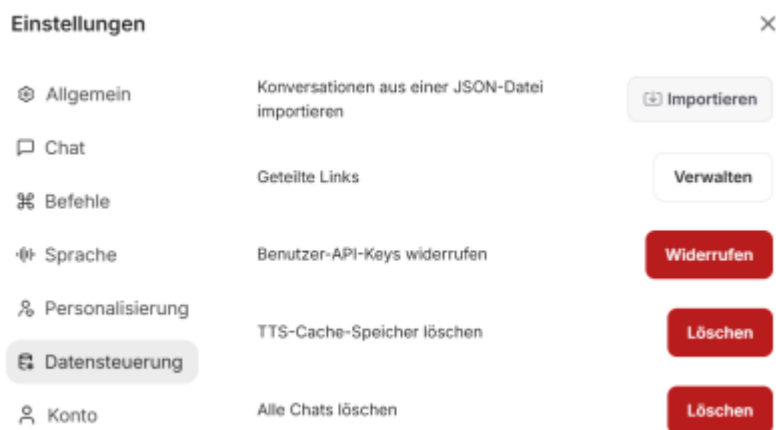 Einstellungen
Allgemein
Chat
Befehle
Sprache
Personalisierung
Datensteuerung
Konto
Konversationen aus einer JSON-Datei
importieren
Importieren
Geteilte Links
Verwalten
Benutzer-API-Keys widerrufen
Widerrufen
TTS-Cache-Speicher löschen
Löschen
Alle Chats löschen
Löschen